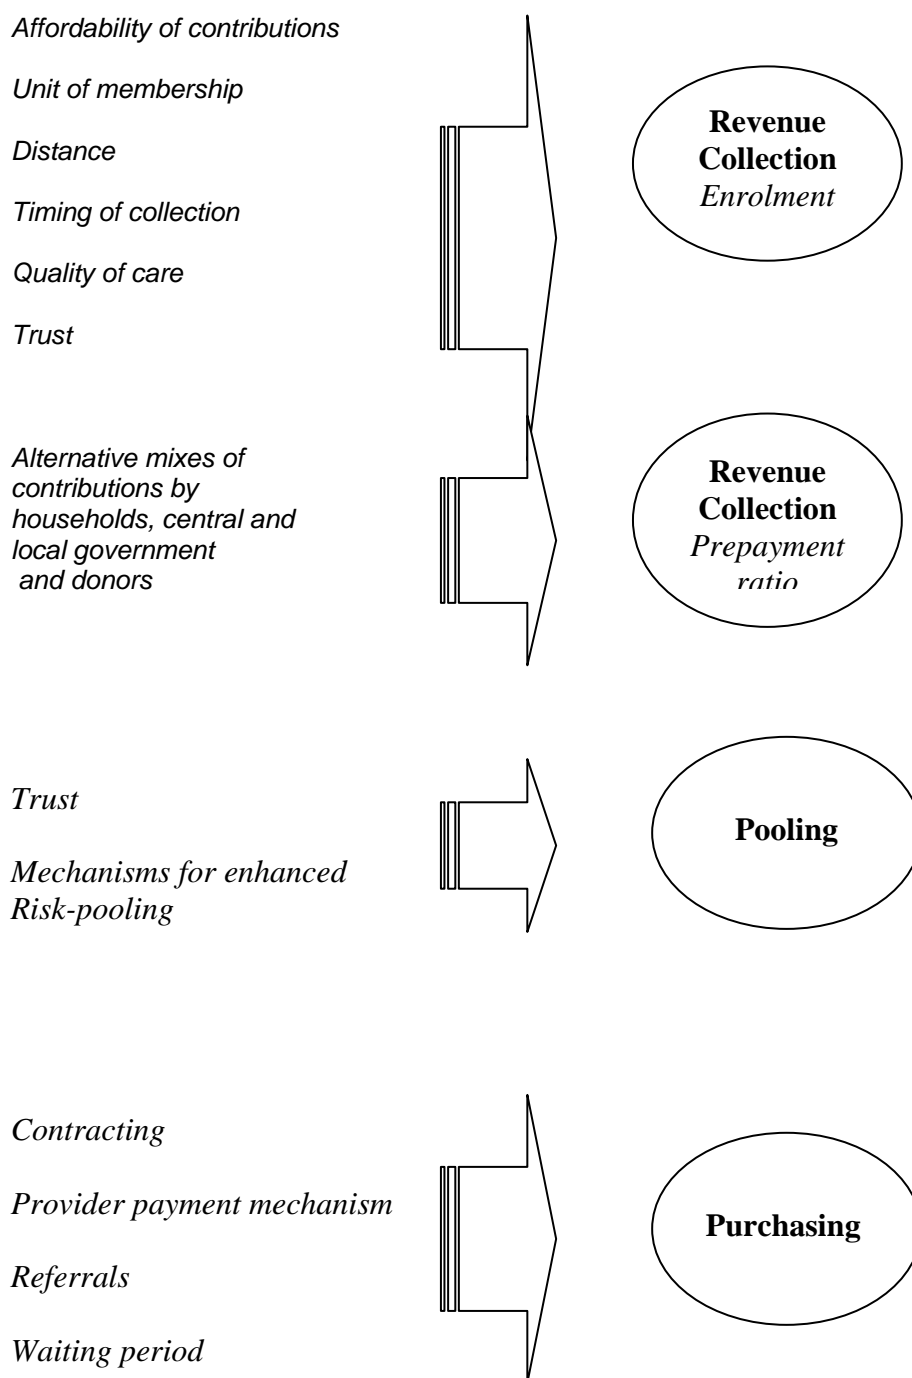 Affordability of contributions
Unit of membership
Distance
Timing of collection
Quality of care
Trust
Revenue
Collection
Enrolment
Alternative mixes of
contributions by
households, central and
local government
and donors
Revenue
Collection
Prepayment
ratio
Trust
Mechanisms for enhanced
Risk-pooling
Pooling
Contracting
Provider payment mechanism
Referrals
Waiting period
Purchasing